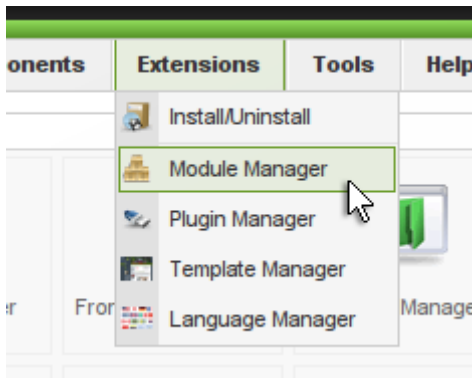 onents Extensions Tools Help
Install/Uninstall
Module Manager
Plugin Manager
Template Manager
r Fron Manage
Language Manager